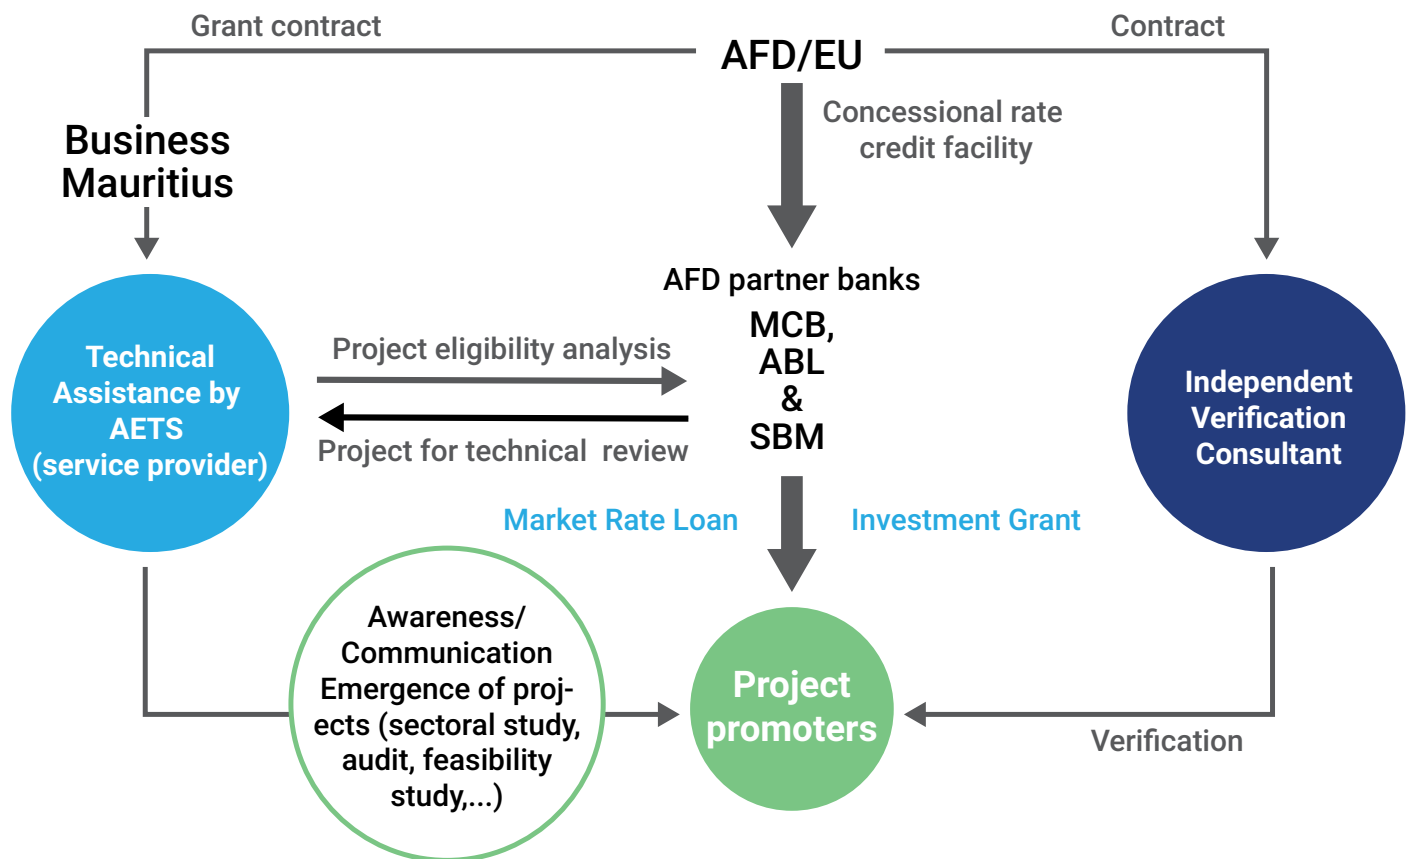 Grant contract
Contract
AFD/EU
Concessional rate
credit facility
Business
Mauritius
AFD partner banks
MCB,
ABL
&
SBM
Technical
Assistance by
AETS
(service provider)
Project eligibility analysis
Project for technical review
Independent
Verification
Consultant
Market Rate Loan
Investment Grant
Awareness/
Communication
Emergence of proj-
ects (sectoral study,
audit, feasibility
study,...)
Project
promoters
Verification